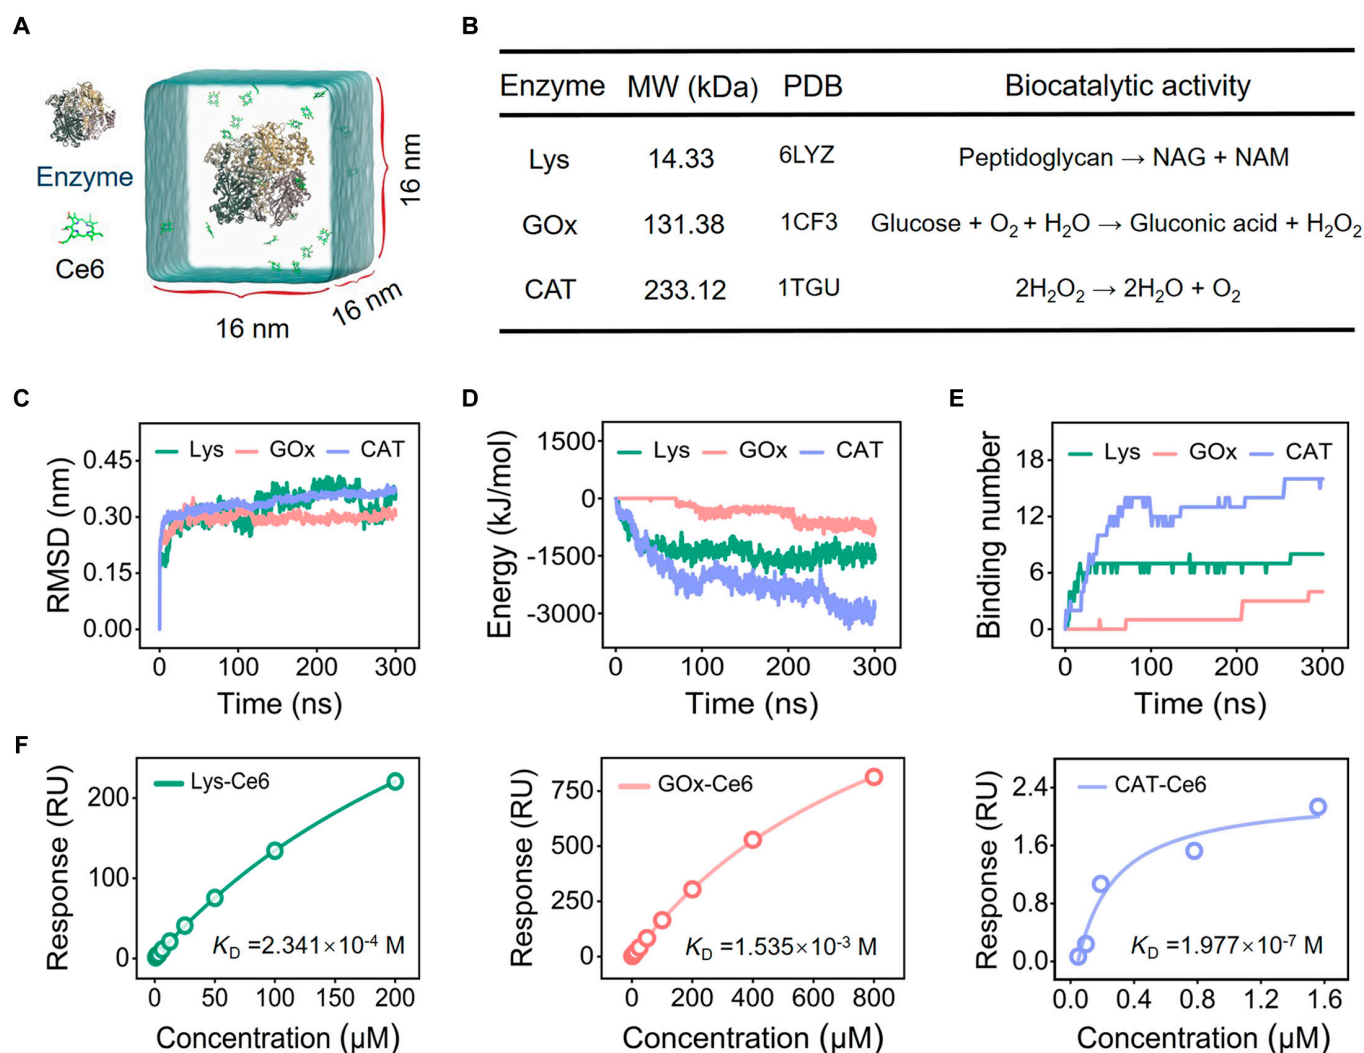 A
Enzyme
Ce6
16 nm
16 nm
16 nm
B
Enzyme MW (kDa) PDB Biocatalytic activity
Lys 14.33 6LYZ Peptidoglycan → NAG + NAM
GOx 131.38 1CF3 Glucose + O₂ + H₂O → Gluconic acid + H₂O₂
CAT 233.12 1TGU 2H₂O₂ → 2H₂O + O₂
C
Lys GOx CAT
RMSD (nm)
0.45
0.30
0.15
0.00
0 100 200 300
Time (ns)
D
Lys GOx CAT
Energy (kJ/mol)
1500
0
-1500
-3000
0 100 200 300
Time (ns)
E
Lys GOx CAT
Binding number
18
12
6
0
0 100 200 300
Time (ns)
F
Lys-Ce6
Response (RU)
200
100
0
K_D =2.341×10⁻⁴ M
0 50 100 150 200
Concentration (μM)
GOx-Ce6
Response (RU)
750
500
250
0
K_D =1.535×10⁻³ M
0 200 400 600 800
Concentration (μM)
CAT-Ce6
Response (RU)
2.4
1.6
0.8
0.0
K_D =1.977×10⁻⁷ M
0.0 0.4 0.8 1.2 1.6
Concentration (μM)